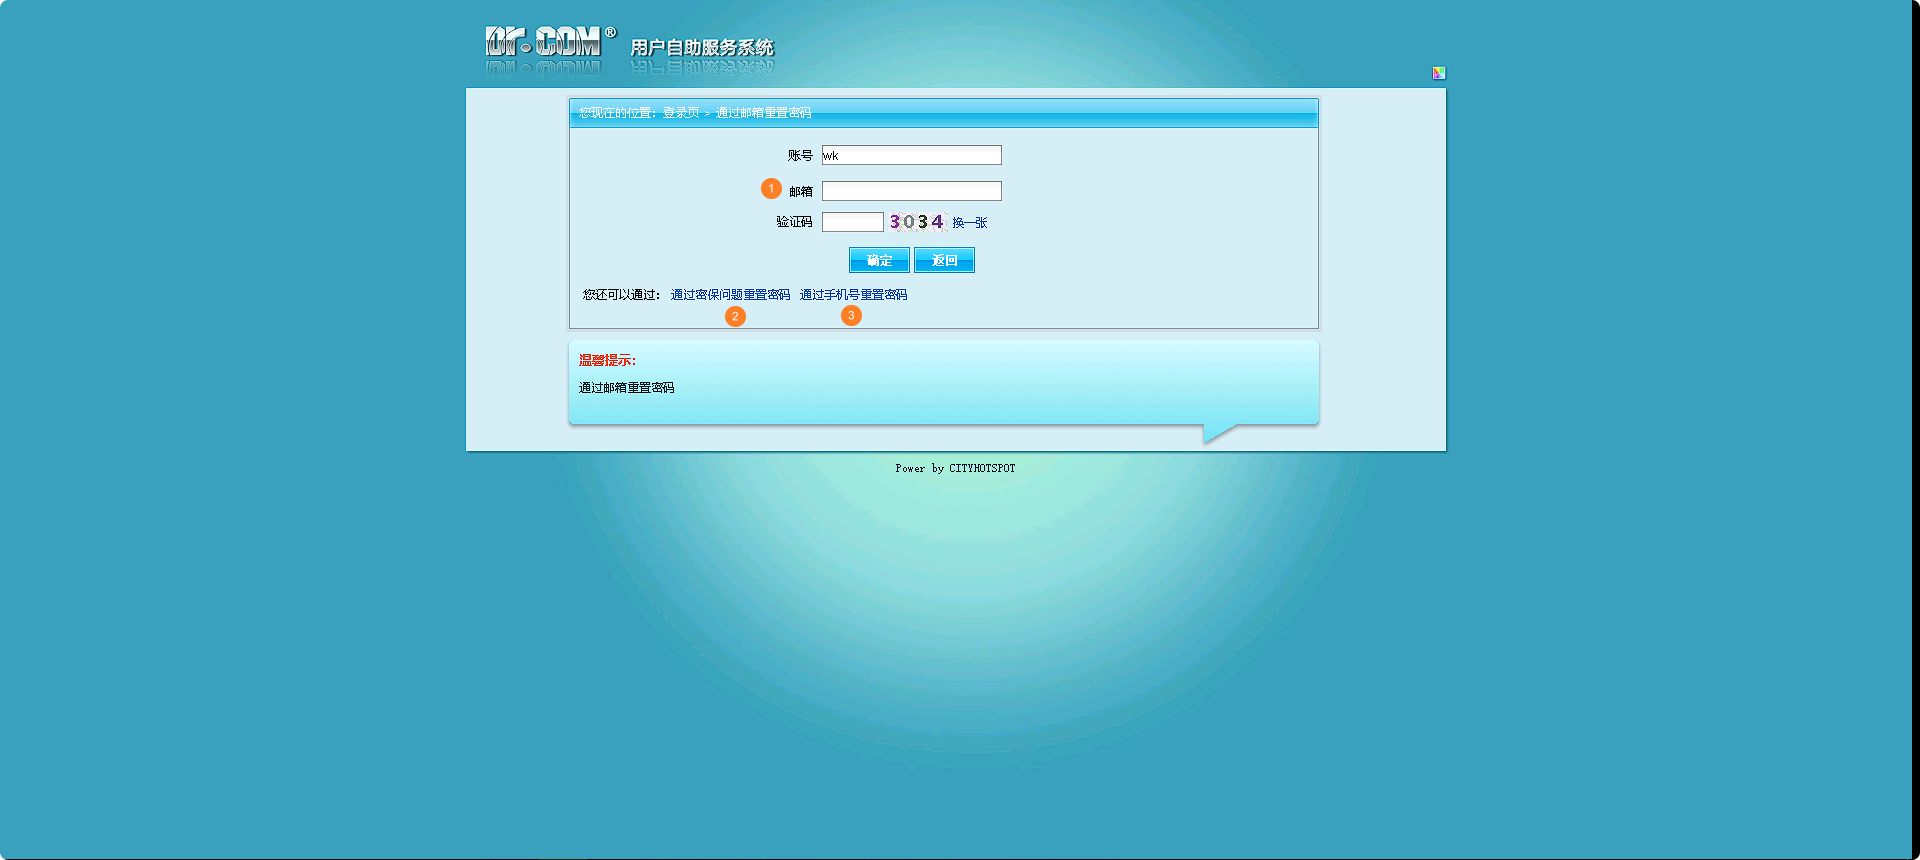 Dr.COM® 用户自助服务系统
您现在的位置：登录页 » 通过邮箱重置密码
账号 wk
1 邮箱
验证码 3034 换一张
确定 返回
您还可以通过： 通过密保问题重置密码 通过手机号重置密码
2 3
温馨提示：
通过邮箱重置密码
Power by CITYHOTSPOT